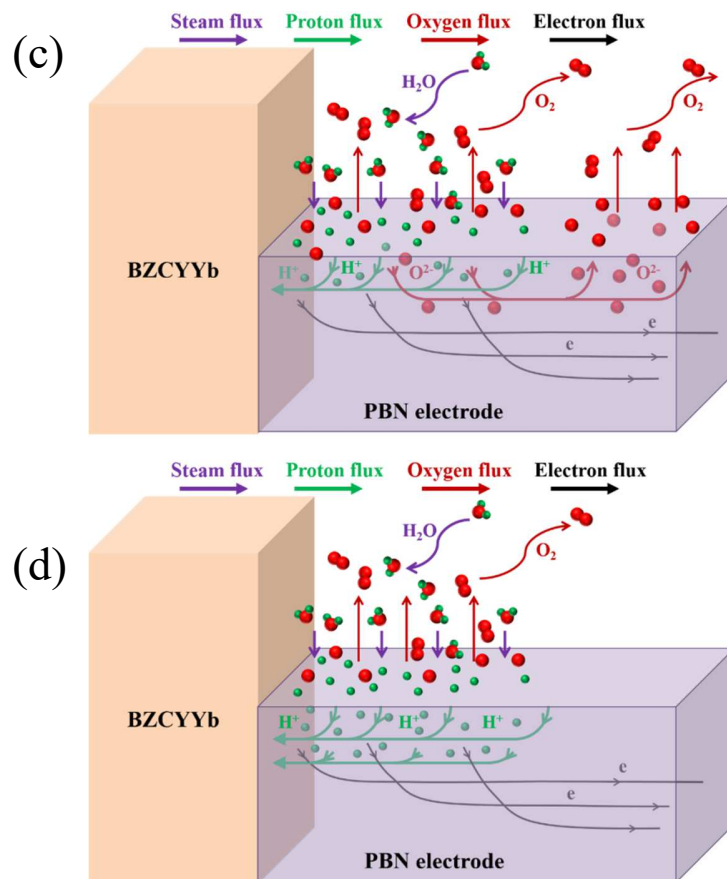 Steam flux Proton flux Oxygen flux Electron flux
(c)
H₂O
O₂
O₂
BZCYYb
H⁺ H⁺ O²⁻ H⁺ O²⁻
e
e
PBN electrode
Steam flux Proton flux Oxygen flux Electron flux
(d)
H₂O
O₂
BZCYYb
H⁺ H⁺ H⁺
e
e
PBN electrode